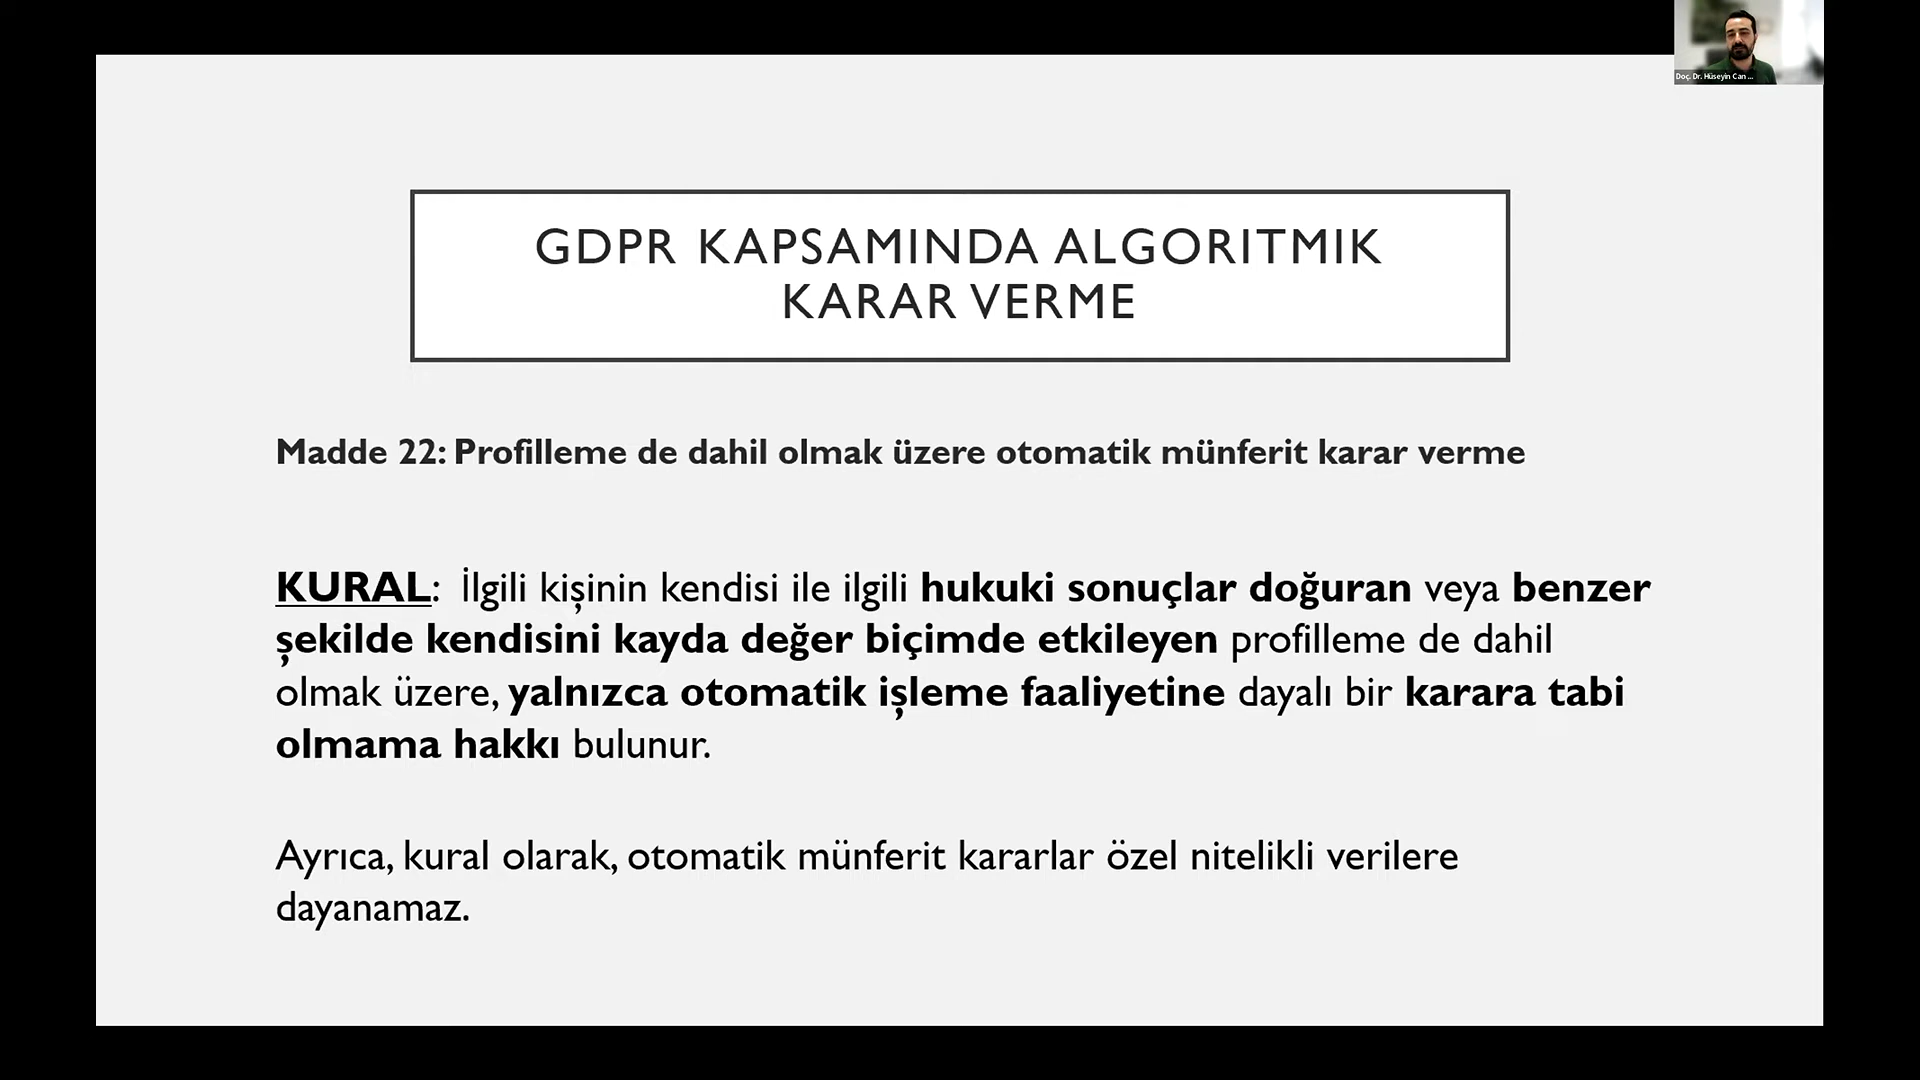 Doç. Dr. Hüseyin Can ...
GDPR KAPSAMINDA ALGORITMIK
KARAR VERME
Madde 22: Profilleme de dahil olmak üzere otomatik münferit karar verme
KURAL: İlgili kişinin kendisi ile ilgili hukuki sonuçlar doğuran veya benzer
şekilde kendisini kayda değer biçimde etkileyen profilleme de dahil
olmak üzere, yalnızca otomatik işleme faaliyetine dayalı bir karara tabi
olmama hakkı bulunur.
Ayrıca, kural olarak, otomatik münferit kararlar özel nitelikli verilere
dayanamaz.